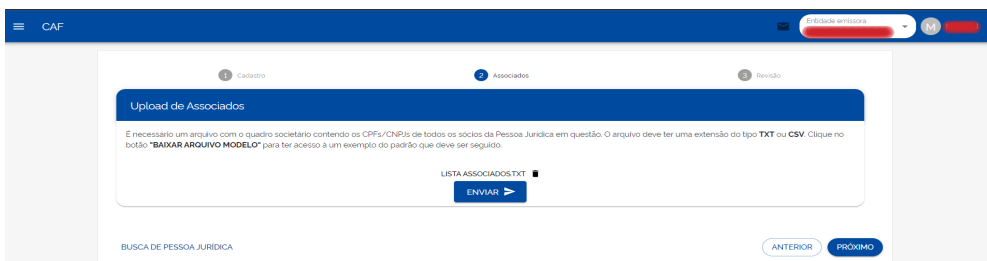 CAF
Entidade emissora
M
1 Cadastro
2 Associados
3 Revisão
Upload de Associados
É necessário um arquivo com o quadro societário contendo os CPFs/CNPJs de todos os sócios da Pessoa Jurídica em questão. O arquivo deve ter uma extensão do tipo TXT ou CSV. Clique no
botão "BAIXAR ARQUIVO MODELO" para ter acesso à um exemplo do padrão que deve ser seguido.
LISTA ASSOCIADOS.TXT
ENVIAR
BUSCA DE PESSOA JURÍDICA
ANTERIOR
PRÓXIMO